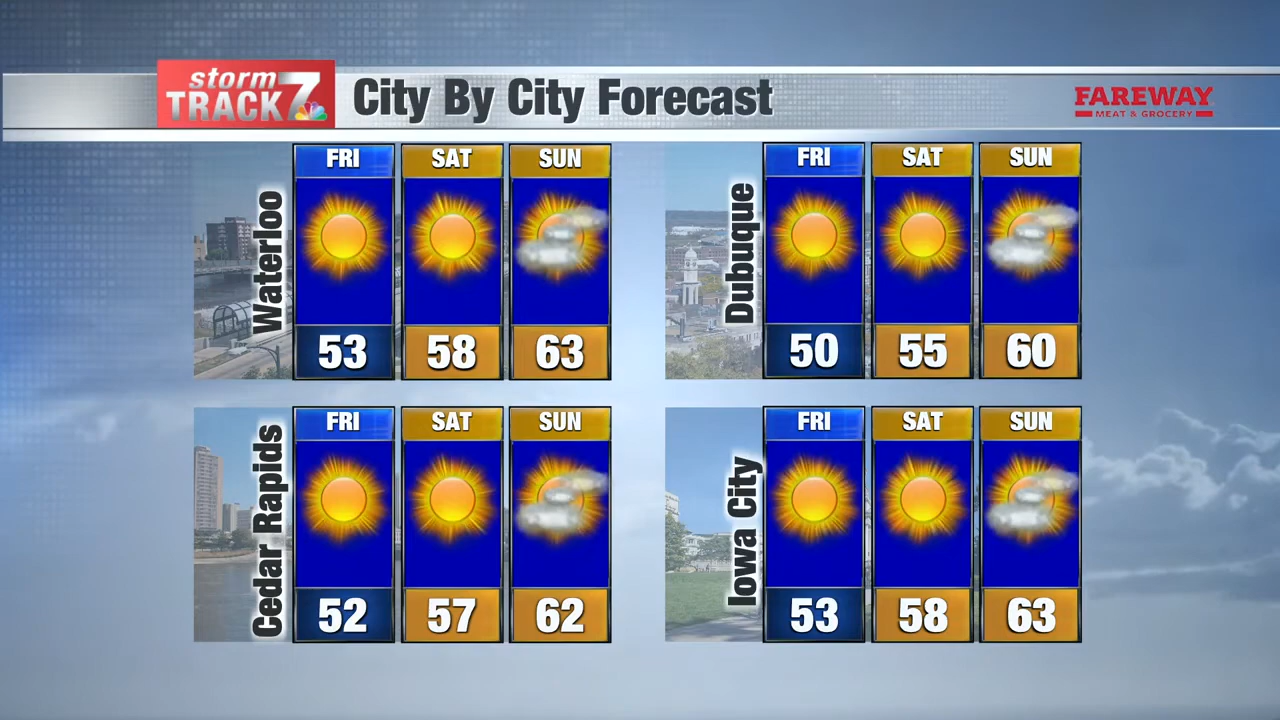 storm
TRACK 7
City By City Forecast
FAREWAY
MEAT & GROCERY
Waterloo
FRI SAT SUN
53 58 63
Dubuque
FRI SAT SUN
50 55 60
Cedar Rapids
FRI SAT SUN
52 57 62
Iowa City
FRI SAT SUN
53 58 63